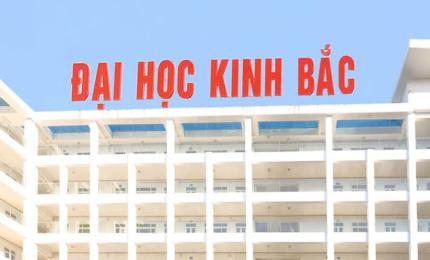 ĐẠI HỌC KINH BẮC